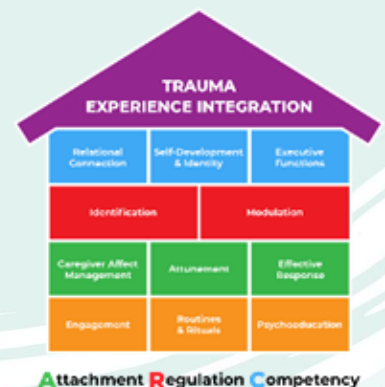 TRAUMA
EXPERIENCE INTEGRATION
Relational
Connection
Self-Development
& Identity
Executive
Functions
Identification
Modulation
Caregiver Affect
Management
Attunement
Effective
Response
Engagement
Routines
& Rituals
Psychoeducation
Attachment Regulation Competency